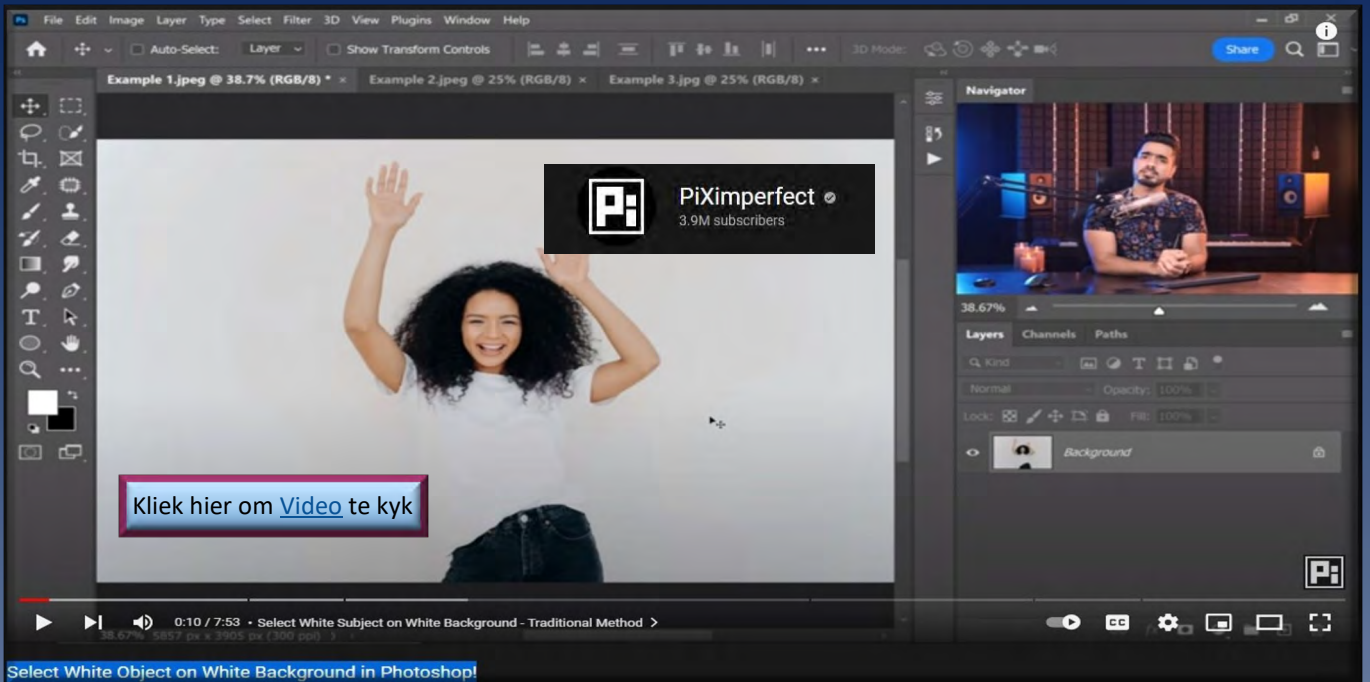 Ps File Edit Image Layer Type Select Filter 3D View Plugins Window Help
Auto-Select: Layer Show Transform Controls 3D Mode: Share
Example 1.jpeg @ 38.7% (RGB/8) * × Example 2.jpeg @ 25% (RGB/8) × Example 3.jpg @ 25% (RGB/8) ×
Navigator
Pi PiXimperfect
3.9M subscribers
38.67%
Layers Channels Paths
Kind
Normal Opacity: 100%
Lock: Fill: 100%
Background
Kliek hier om Video te kyk
Pi
0:10 / 7:53 • Select White Subject on White Background - Traditional Method >
CC
38.67% 5857 px x 3905 px (300 ppi)
Select White Object on White Background in Photoshop!